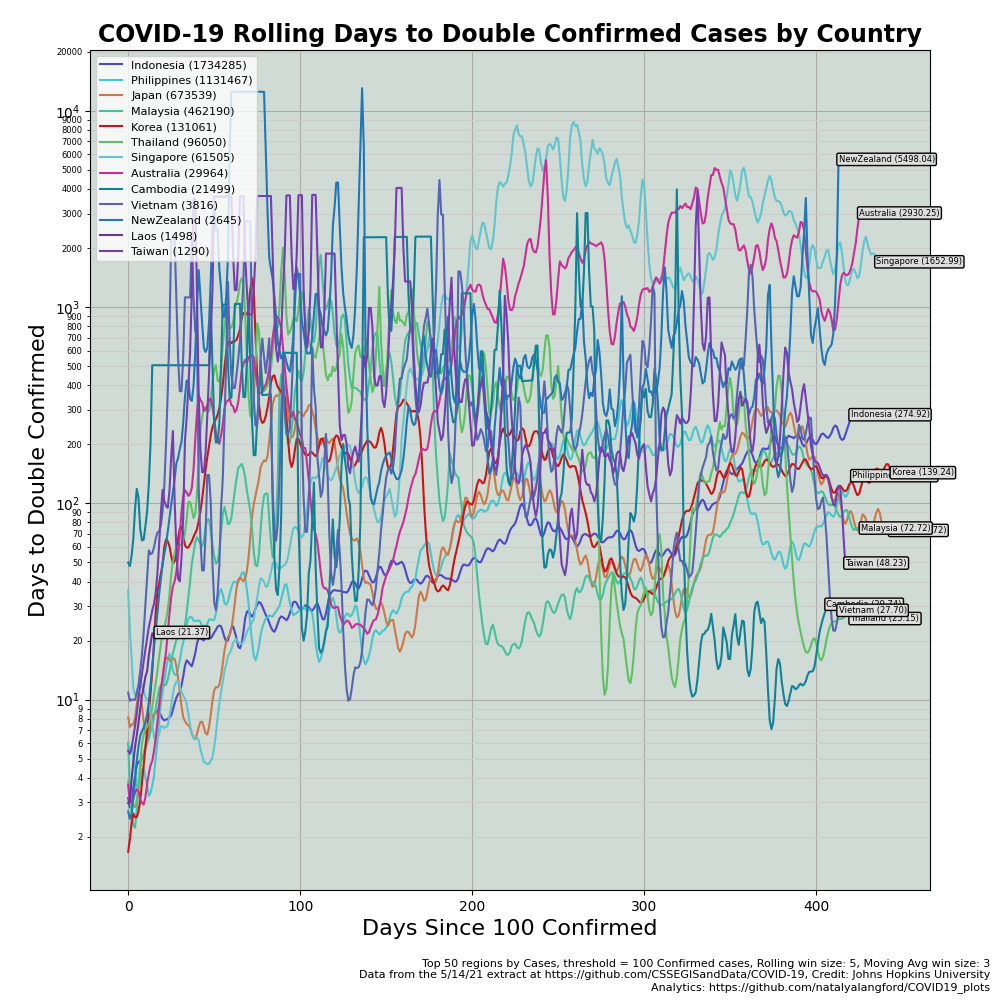 COVID-19 Rolling Days to Double Confirmed Cases by Country
Days to Double Confirmed
20000
10^4
9000
8000
7000
6000
5000
4000
3000
2000
10^3
900
800
700
600
500
400
300
200
10^2
90
80
70
60
50
40
30
20
10^1
9
8
7
6
5
4
3
2
Indonesia (1734285)
Philippines (1131467)
Japan (673539)
Malaysia (462190)
Korea (131061)
Thailand (96050)
Singapore (61505)
Australia (29964)
Cambodia (21499)
Vietnam (3816)
NewZealand (2645)
Laos (1498)
Taiwan (1290)
NewZealand (5498.04)
Australia (2930.25)
Singapore (1652.99)
Indonesia (274.92)
Korea (139.24)
Malaysia (72.72)
Taiwan (48.23)
Vietnam (27.70)
Laos (21.37)
0 100 200 300 400
Days Since 100 Confirmed
Top 50 regions by Cases, threshold = 100 Confirmed cases, Rolling win size: 5, Moving Avg win size: 3
Data from the 5/14/21 extract at https://github.com/CSSEGISandData/COVID-19, Credit: Johns Hopkins University
Analytics: https://github.com/natalyalangford/COVID19_plots